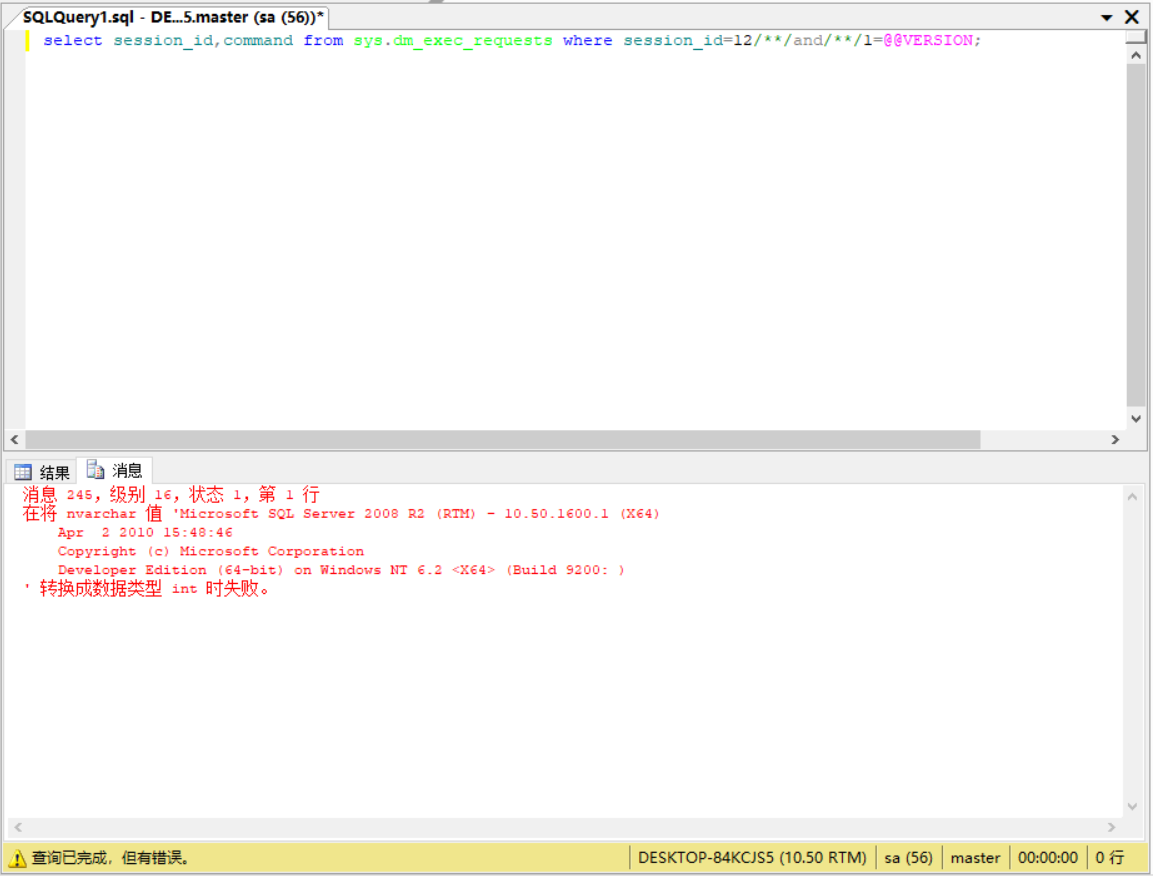 SQLQuery1.sql - DE...5.master (sa (56))*
select session_id,command from sys.dm_exec_requests where session_id=12/**/and/**/1=@@VERSION;
结果 消息
消息 245，级别 16，状态 1，第 1 行
在将 nvarchar 值 'Microsoft SQL Server 2008 R2 (RTM) - 10.50.1600.1 (X64)
Apr  2 2010 15:48:46
Copyright (c) Microsoft Corporation
Developer Edition (64-bit) on Windows NT 6.2 <X64> (Build 9200: )
' 转换成数据类型 int 时失败。
查询已完成，但有错误。 DESKTOP-84KCJS5 (10.50 RTM) sa (56) master 00:00:00 0 行